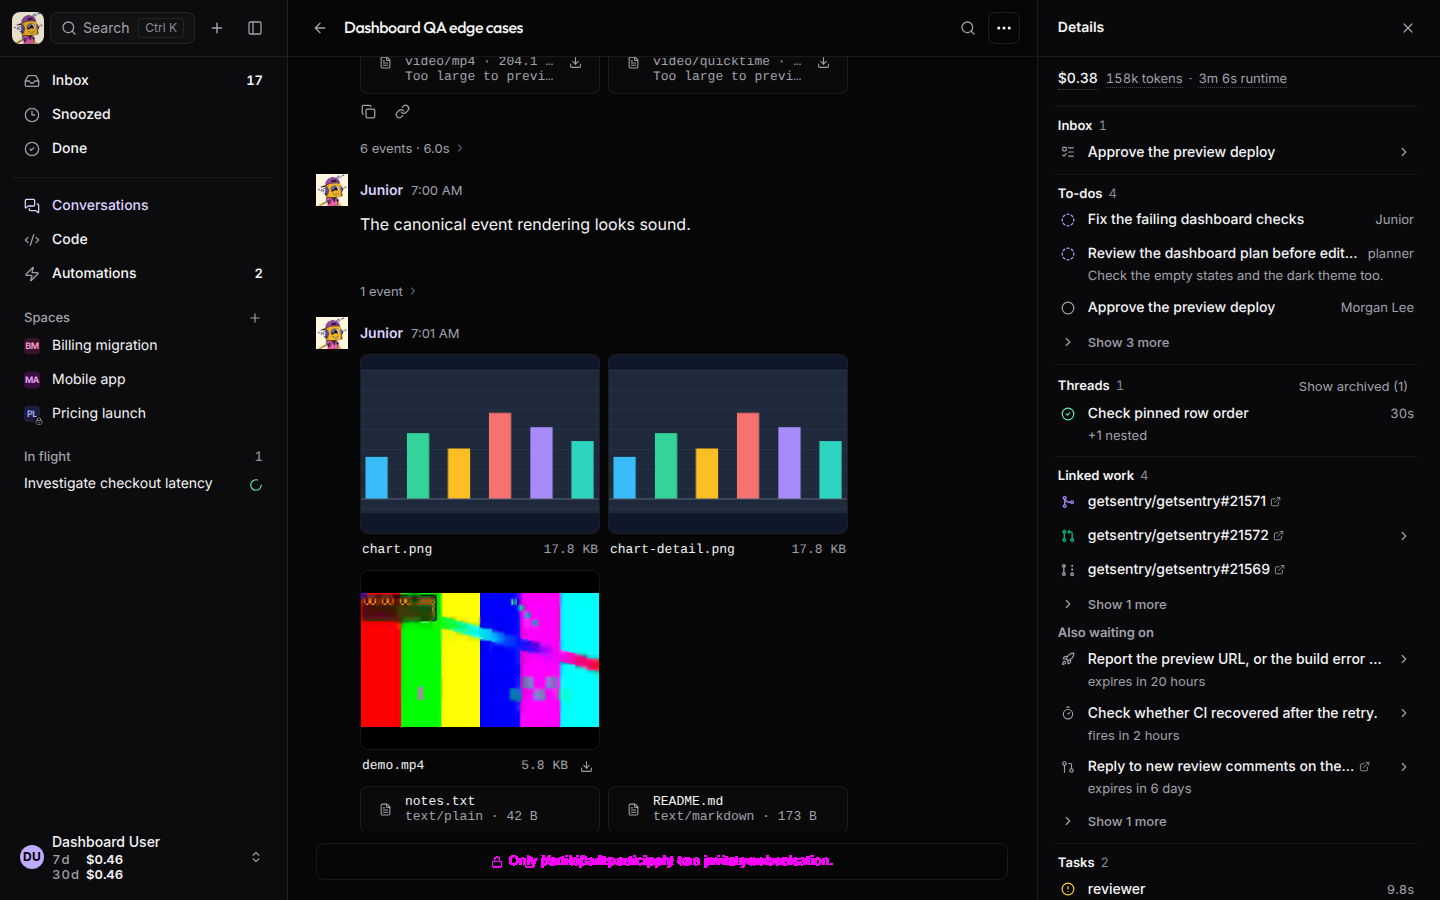 Search Ctrl K
Inbox 17
Snoozed
Done
Conversations
Code
Automations 2
Spaces
BM Billing migration
MA Mobile app
PL Pricing launch
In flight 1
Investigate checkout latency
DU Dashboard User
7d $0.46
30d $0.46
Dashboard QA edge cases
video/mp4 · 204.1 …
Too large to previ…
video/quicktime · …
Too large to previ…
6 events · 6.0s
Junior 7:00 AM
The canonical event rendering looks sound.
1 event
Junior 7:01 AM
chart.png 17.8 KB
chart-detail.png 17.8 KB
demo.mp4 5.8 KB
notes.txt
text/plain · 42 B
README.md
text/markdown · 173 B
Only
Details
$0.38 158k tokens · 3m 6s runtime
Inbox 1
Approve the preview deploy
To-dos 4
Fix the failing dashboard checks Junior
Review the dashboard plan before edit… planner
Check the empty states and the dark theme too.
Approve the preview deploy Morgan Lee
Show 3 more
Threads 1 Show archived (1)
Check pinned row order 30s
+1 nested
Linked work 4
getsentry/getsentry#21571
getsentry/getsentry#21572
getsentry/getsentry#21569
Show 1 more
Also waiting on
Report the preview URL, or the build error …
expires in 20 hours
Check whether CI recovered after the retry.
fires in 2 hours
Reply to new review comments on the…
expires in 6 days
Show 1 more
Tasks 2
reviewer 9.8s